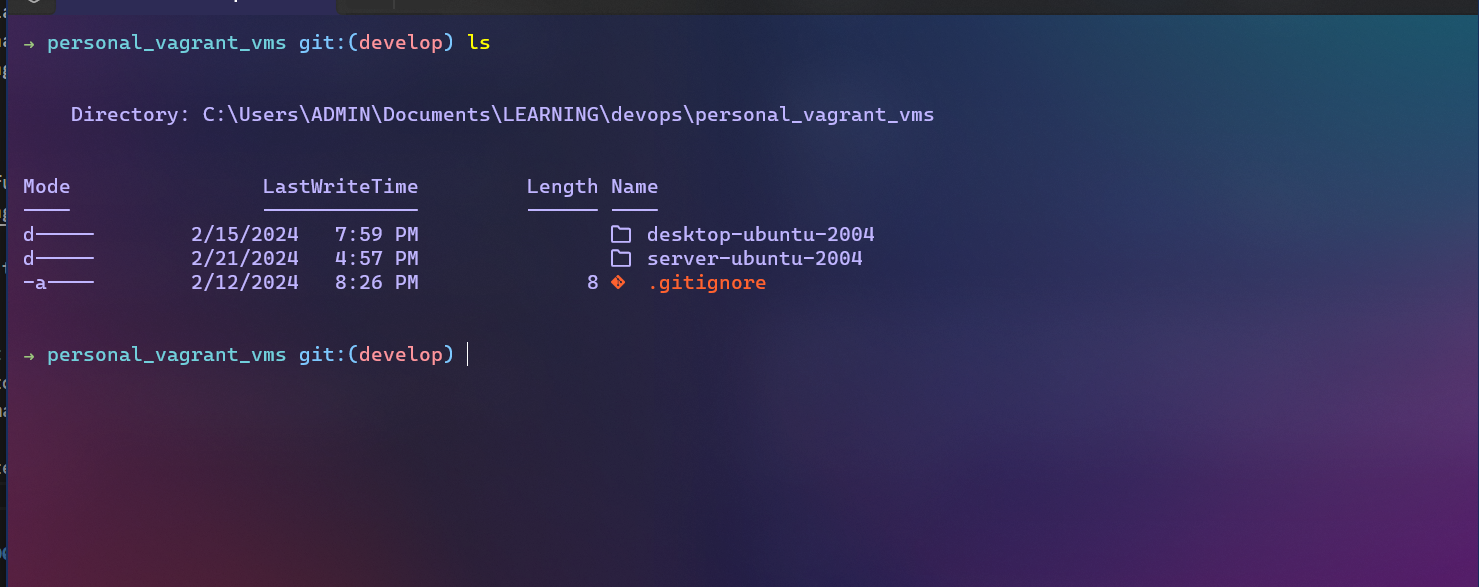 → personal_vagrant_vms git:(develop) ls
Directory: C:\Users\ADMIN\Documents\LEARNING\devops\personal_vagrant_vms
Mode LastWriteTime Length Name
d----- 2/15/2024 7:59 PM desktop-ubuntu-2004
d----- 2/21/2024 4:57 PM server-ubuntu-2004
-a---- 2/12/2024 8:26 PM 8 .gitignore
→ personal_vagrant_vms git:(develop)